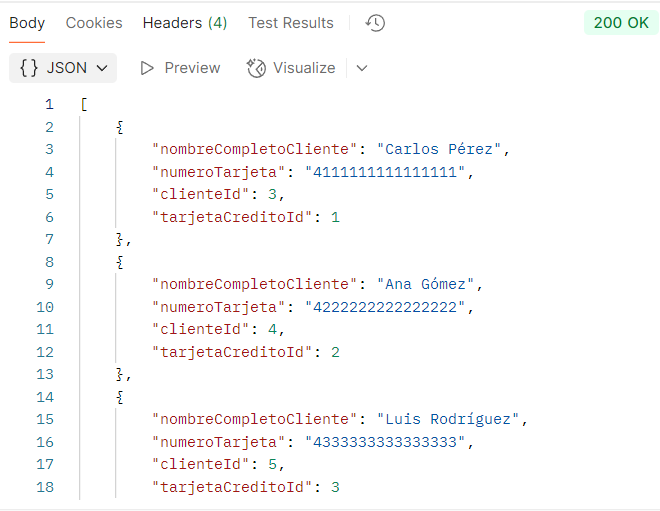 Body Cookies Headers (4) Test Results 200 OK
{} JSON Preview Visualize
1 [
2 {
3 "nombreCompletoCliente": "Carlos Pérez",
4 "numeroTarjeta": "4111111111111111",
5 "clienteId": 3,
6 "tarjetaCreditoId": 1
7 },
8 {
9 "nombreCompletoCliente": "Ana Gómez",
10 "numeroTarjeta": "4222222222222222",
11 "clienteId": 4,
12 "tarjetaCreditoId": 2
13 },
14 {
15 "nombreCompletoCliente": "Luis Rodríguez",
16 "numeroTarjeta": "4333333333333333",
17 "clienteId": 5,
18 "tarjetaCreditoId": 3